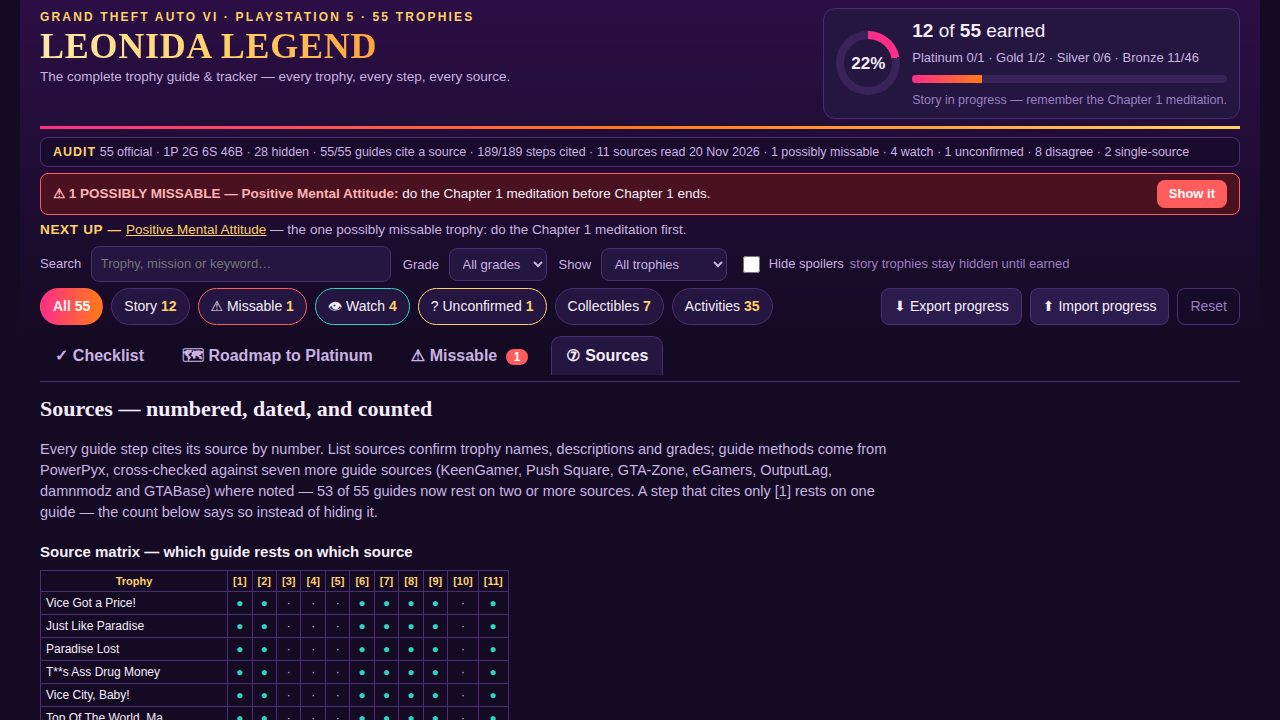 GRAND THEFT AUTO VI · PLAYSTATION 5 · 55 TROPHIES
LEONIDA LEGEND
The complete trophy guide & tracker — every trophy, every step, every source.
22%
12 of 55 earned
Platinum 0/1 · Gold 1/2 · Silver 0/6 · Bronze 11/46
Story in progress — remember the Chapter 1 meditation.
AUDIT 55 official · 1P 2G 6S 46B · 28 hidden · 55/55 guides cite a source · 189/189 steps cited · 11 sources read 20 Nov 2026 · 1 possibly missable · 4 watch · 1 unconfirmed · 8 disagree · 2 single-source
⚠ 1 POSSIBLY MISSABLE — Positive Mental Attitude: do the Chapter 1 meditation before Chapter 1 ends. Show it
NEXT UP — Positive Mental Attitude — the one possibly missable trophy: do the Chapter 1 meditation first.
Search Trophy, mission or keyword… Grade All grades Show All trophies Hide spoilers story trophies stay hidden until earned
All 55 Story 12 ⚠ Missable 1 👁 Watch 4 ? Unconfirmed 1 Collectibles 7 Activities 35 ⬇ Export progress ⬆ Import progress Reset
✓ Checklist 🗺 Roadmap to Platinum ⚠ Missable 1 ⑦ Sources
Sources — numbered, dated, and counted
Every guide step cites its source by number. List sources confirm trophy names, descriptions and grades; guide methods come from
PowerPyx, cross-checked against seven more guide sources (KeenGamer, Push Square, GTA-Zone, eGamers, OutputLag,
damnmodz and GTABase) where noted — 53 of 55 guides now rest on two or more sources. A step that cites only [1] rests on one
guide — the count below says so instead of hiding it.
Source matrix — which guide rests on which source
Trophy [1] [2] [3] [4] [5] [6] [7] [8] [9] [10] [11]
Vice Got a Price! ● ● · · · ● ● ● ● · ●
Just Like Paradise ● ● · · · ● ● ● ● · ●
Paradise Lost ● ● · · · ● ● ● ● · ●
T**s Ass Drug Money ● ● · · · ● ● ● ● · ●
Vice City, Baby! ● ● · · · ● ● ● ● · ●
Top Of The World, Ma ● ● · · · ● ● ● ● · ●